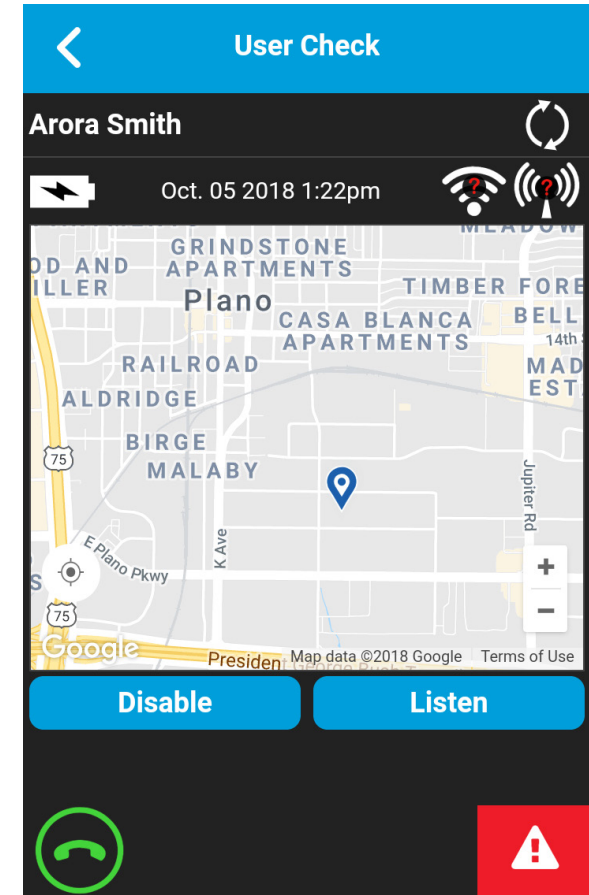 User Check
Arora Smith
Oct. 05 2018 1:22pm
? ?
MEADOW
GRINDSTONE
APARTMENTS
OD AND
ILLER
Plano
TIMBER FORE
CASA BLANCA
APARTMENTS
BELL
14th
RAILROAD
MAD
EST
ALDRIDGE
BIRGE
MALABY
75
Jupiter Rd
K Ave
E Plano Pkwy
S
+
75
−
Google
President
Map data ©2018 Google Terms of Use
Disable
Listen